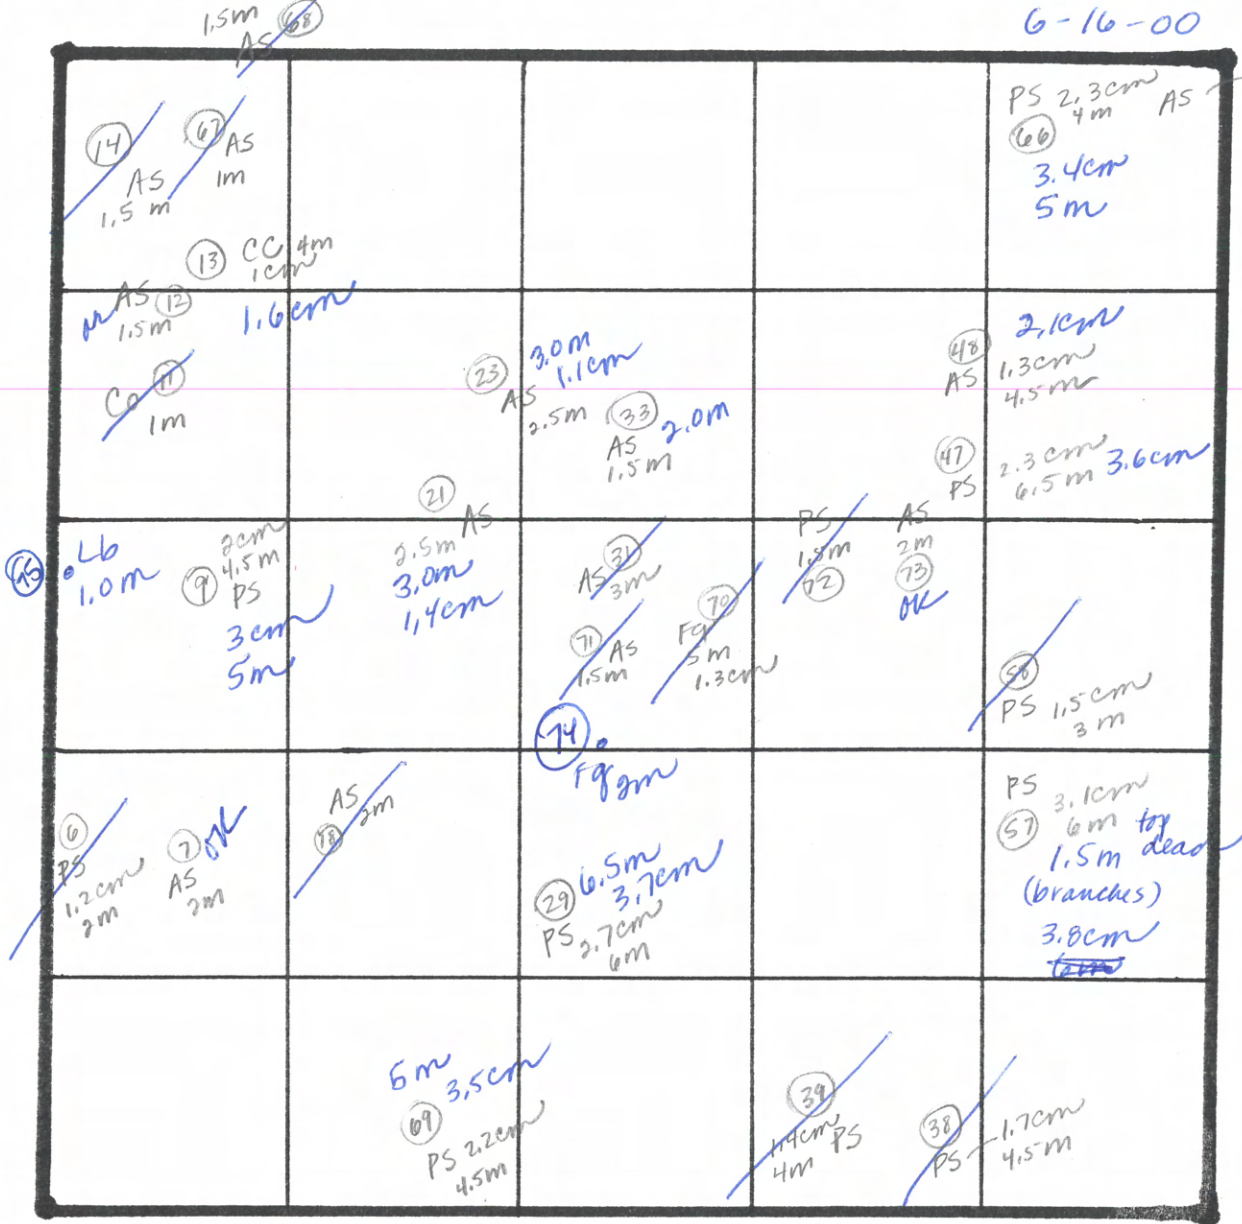 6-16-00
1.5m
AS 68
14
AS
1.5 m
67
AS
1m
PS 2.3cm
4m
66
3.4cm
5m
AS
13 CC 4m
1cm
1.6cm
AS 12
1.5m
Co 11
1m
23
AS
2.5m
3.0m
1.1cm
33
AS
1.5m
2.0m
48
AS
2.1cm
1.3cm
4.5m
47
PS
2.3cm
6.5m
3.6cm
21
AS
2.5m
3.0m
1.4cm
75
Lb
1.0m
9
2cm
4.5m
PS
3cm
5m
31
AS 3m
71 AS
1.5m
70
Fg
5m
1.3cm
PS
1.8m
72
AS
2m
73
OK
58
PS 1.5cm
3m
74
Fg 2m
6
PS
1.2cm
2m
7 OK
AS
2m
AS 2m
18
6.5m
3.7cm
29
PS 2.7cm
6m
PS
57
3.1cm
6m
top
dead
1.5m
(branches)
3.8cm
6m
5m
3.5cm
69
PS 2.2cm
4.5m
39
1.4cm PS
4m
38
PS 1.7cm
4.5m